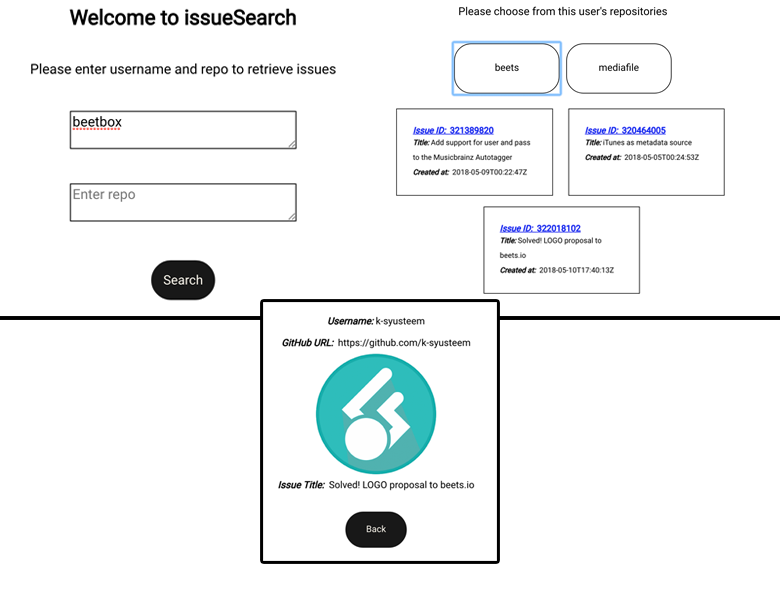 Welcome to issueSearch
Please enter username and repo to retrieve issues
beetbox
Enter repo
Search
Please choose from this user's repositories
beets
mediafile
Issue ID: 321389820
Title: Add support for user and pass
to the Musicbrainz Autotagger
Created at: 2018-05-09T00:22:47Z
Issue ID: 320464005
Title: iTunes as metadata source
Created at: 2018-05-05T00:24:53Z
Issue ID: 322018102
Title: Solved! LOGO proposal to
beets.io
Created at: 2018-05-10T17:40:13Z
Username: k-syusteem
GitHub URL: https://github.com/k-syusteem
Issue Title: Solved! LOGO proposal to beets.io
Back